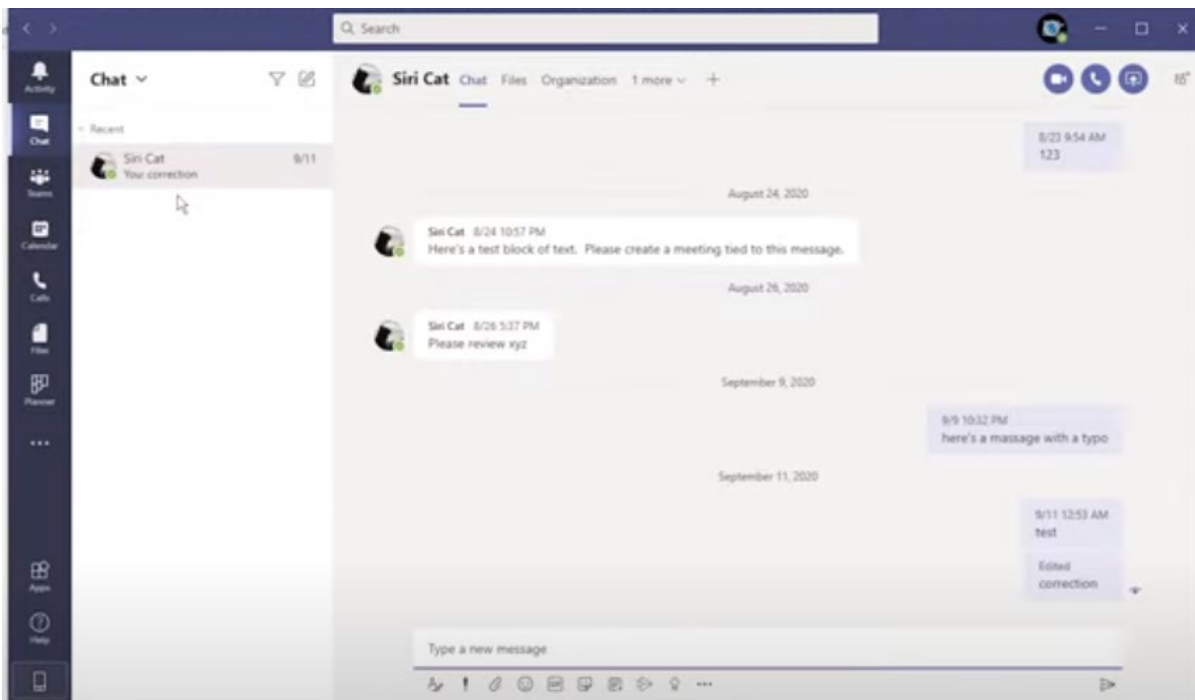 Search
Activity
Chat
Teams
Calendar
Calls
Files
Planner
Apps
Help
Chat
Recent
Siri Cat 9/11
You: correction
Siri Cat Chat Files Organization 1 more +
8/23 9:54 AM
123
August 24, 2020
Siri Cat 8/24 10:57 PM
Here's a test block of text. Please create a meeting tied to this message.
August 26, 2020
Siri Cat 8/26 5:37 PM
Please review xyz
September 9, 2020
9/9 10:32 PM
here's a massage with a typo
September 11, 2020
9/11 12:53 AM
test
Edited
correction
Type a new message
GIF